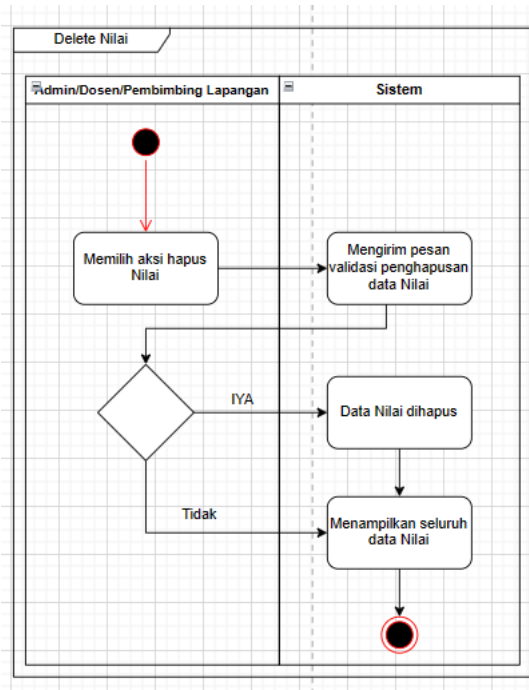 Delete Nilai
Admin/Dosen/Pembimbing Lapangan
Sistem
Memilih aksi hapus
Nilai
Mengirim pesan
validasi penghapusan
data Nilai
IYA
Data Nilai dihapus
Tidak
Menampilkan seluruh
data Nilai